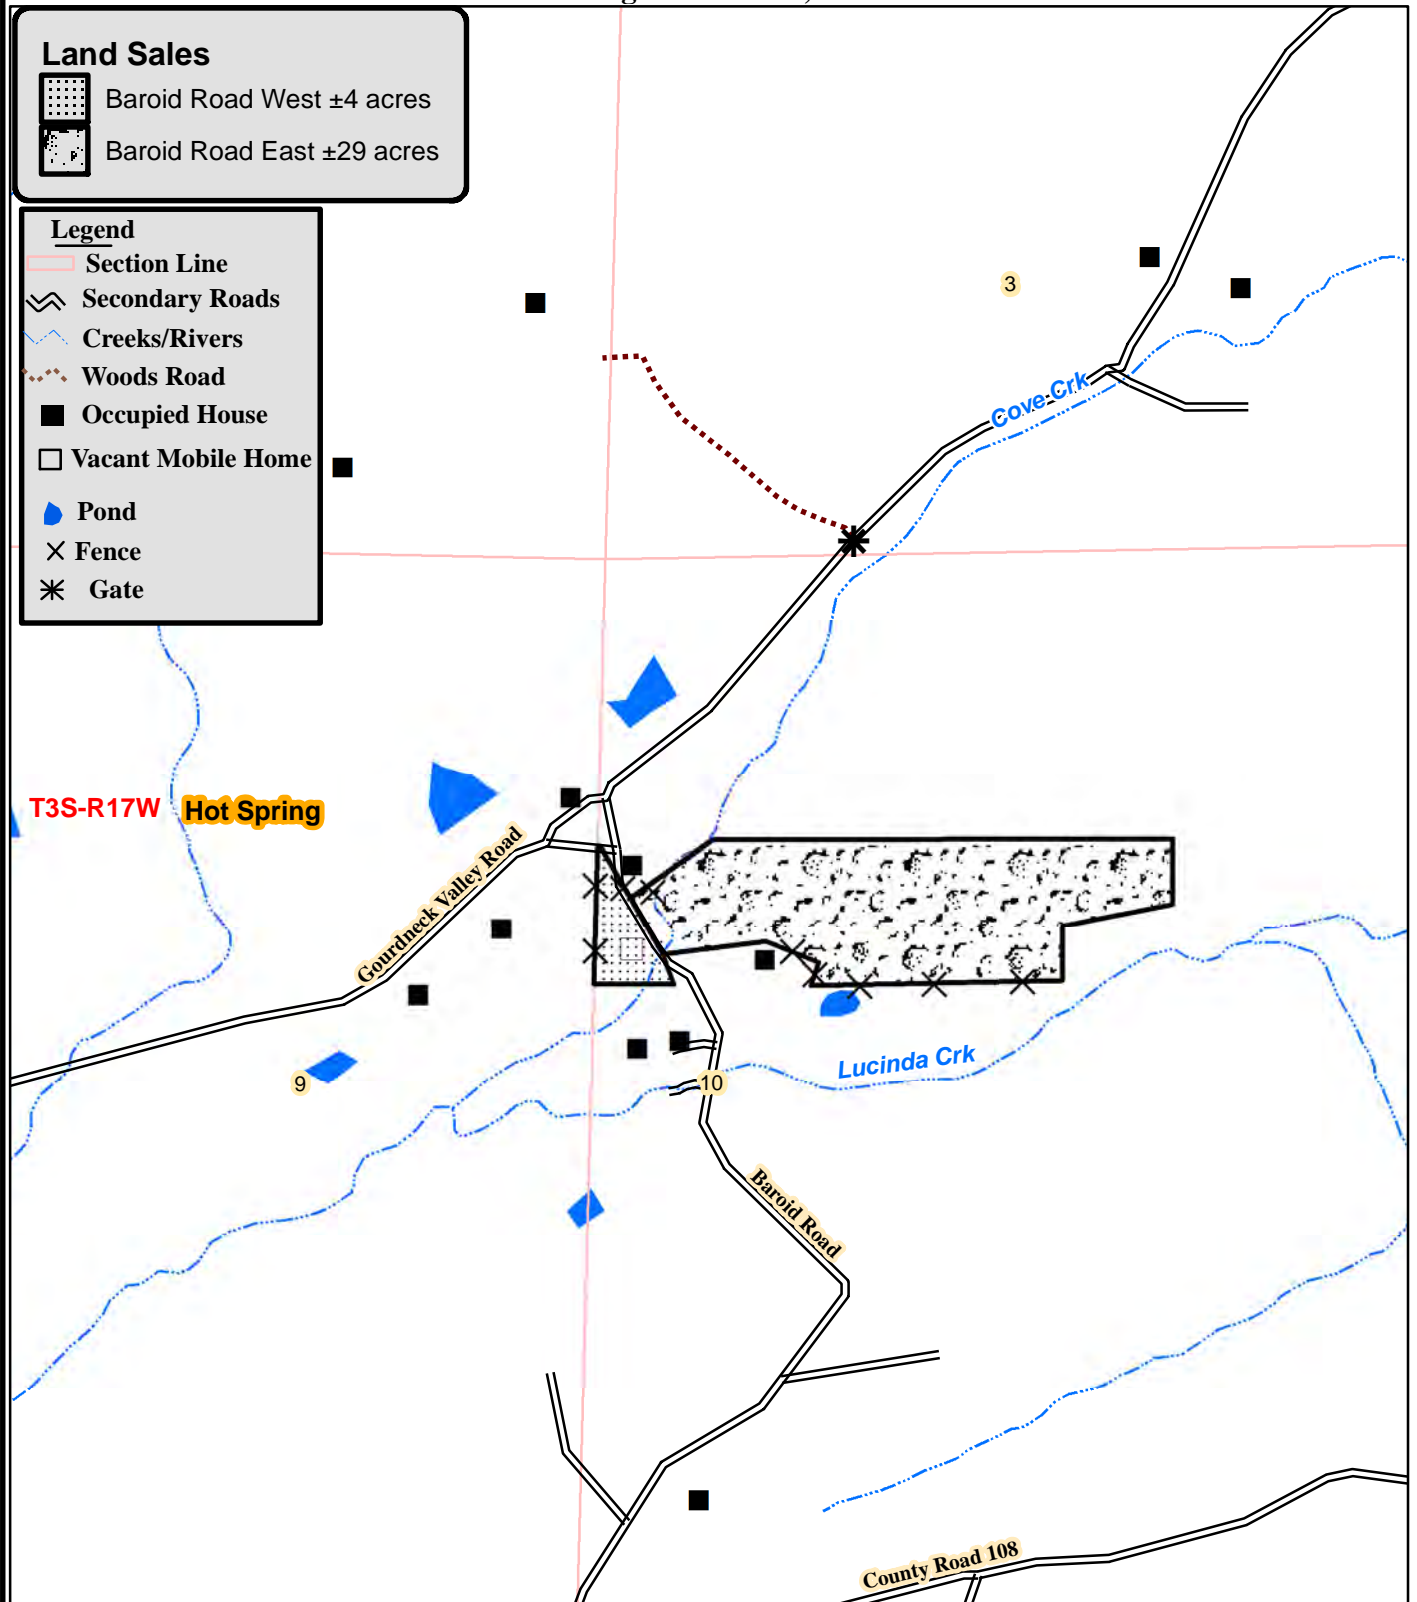 Land Sales
Baroid Road West ±4 acres
Baroid Road East ±29 acres
Legend
Section Line
Secondary Roads
Creeks/Rivers
Woods Road
Occupied House
Vacant Mobile Home
Pond
Fence
Gate
3
Cove Crk
T3S-R17W
Hot Spring
Gourdneck Valley Road
9
10
Lucinda Crk
Baroid Road
County Road 108